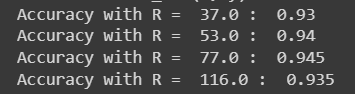 Accuracy with R =  37.0 :  0.93
Accuracy with R =  53.0 :  0.94
Accuracy with R =  77.0 :  0.945
Accuracy with R =  116.0 :  0.935